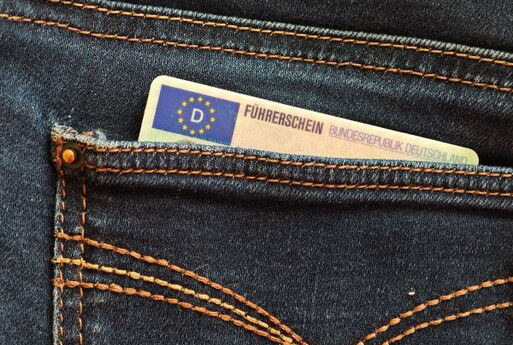 D
FÜHRERSCHEIN BUNDESREPUBLIK DEUTSCHLAND